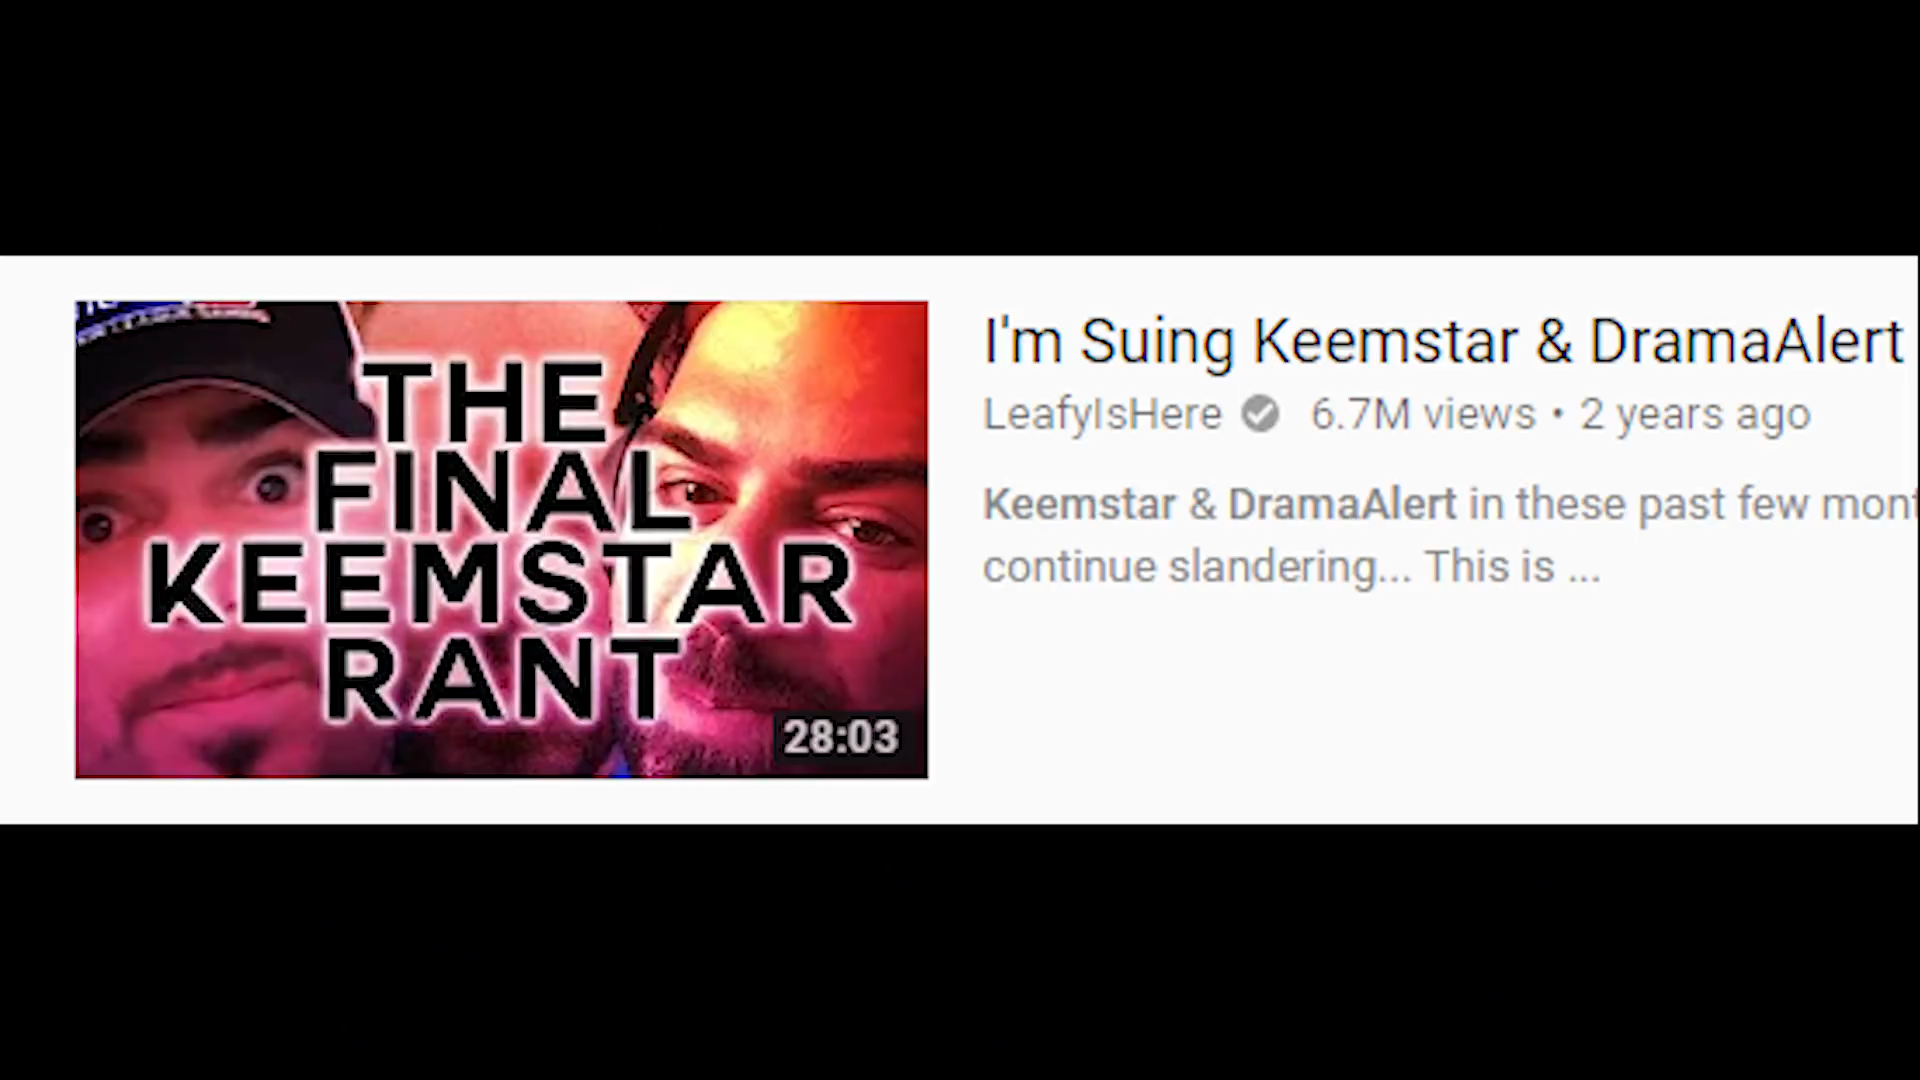 THE
FINAL
KEEMSTAR
RANT
28:03
I'm Suing Keemstar & DramaAlert
LeafyIsHere 6.7M views • 2 years ago
Keemstar & DramaAlert in these past few mont
continue slandering... This is ...